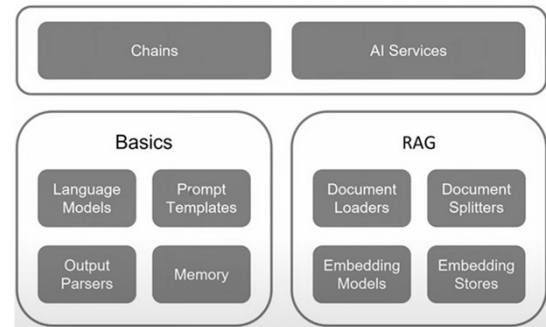 Chains
AI Services
Basics
RAG
Language
Models
Prompt
Templates
Document
Loaders
Document
Splitters
Output
Parsers
Memory
Embedding
Models
Embedding
Stores